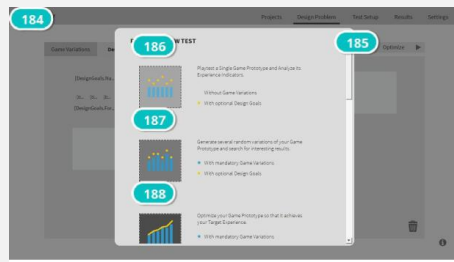 184
Projects Design Problem Test Setup Results Settings
185
186
W TEST
Game Variations De
Optimize
Playtest a Single Game Prototype and Analyze its
Experience Indicators.
Without Game Variations
With optional Design Goals
187
Generate several random variations of your Game
Prototype and search for interesting results.
With mandatory Game Variations
With optional Design Goals
188
Optimize your Game Prototype so that it achieves
your Target Experience.
With mandatory Game Variations